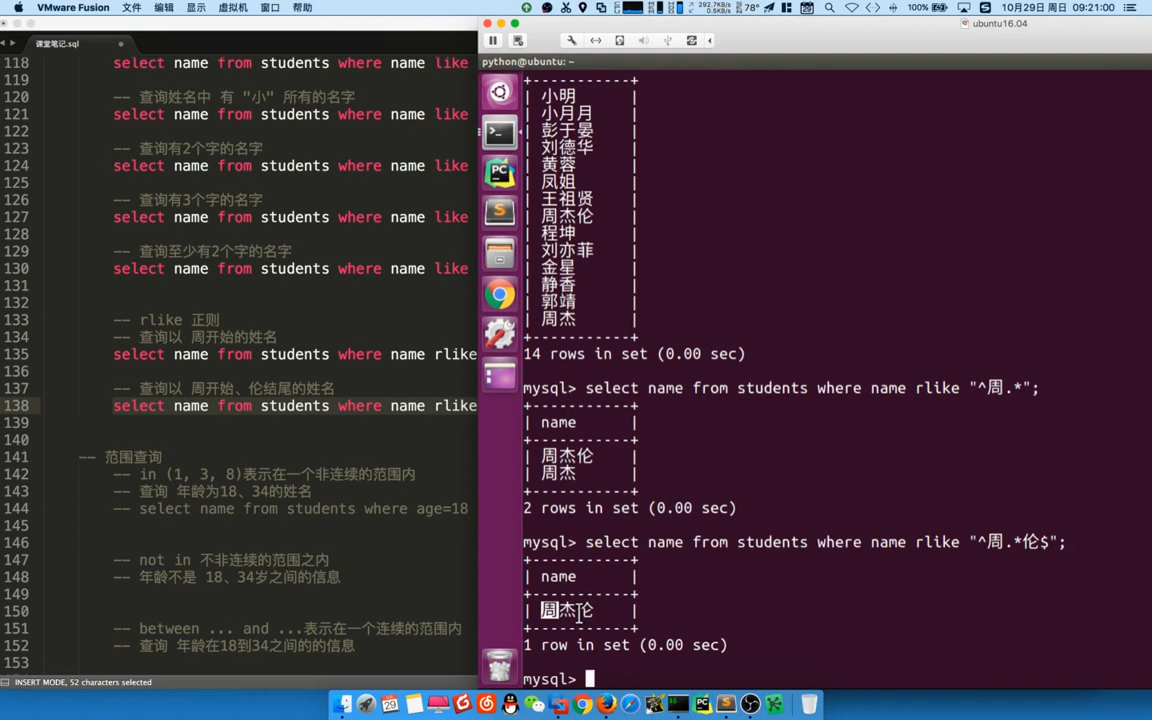 VMware Fusion 文件 编辑 显示 虚拟机 窗口 帮助
292.7KB/s
0.5KB/s
78° 100% 10月29日 周日 09:21:00
课堂笔记.sql
118 select name from students where name like
119
120 -- 查询姓名中 有 "小" 所有的名字
121 select name from students where name like
122
123 -- 查询有2个字的名字
124 select name from students where name like
125
126 -- 查询有3个字的名字
127 select name from students where name like
128
129 -- 查询至少有2个字的名字
130 select name from students where name like
131
132
133 -- rlike 正则
134 -- 查询以 周开始的姓名
135 select name from students where name rlike
136
137 -- 查询以 周开始、伦结尾的姓名
138 select name from students where name rlike
139
140
141 -- 范围查询
142 -- in (1, 3, 8)表示在一个非连续的范围内
143 -- 查询 年龄为18、34的姓名
144 -- select name from students where age=18
145
146
147 -- not in 不非连续的范围之内
148 -- 年龄不是 18、34岁之间的信息
149
150
151 -- between ... and ...表示在一个连续的范围内
152 -- 查询 年龄在18到34之间的的信息
153
INSERT MODE, 52 characters selected
ubuntu16.04
python@ubuntu: ~
+-----------+
| 小明 |
| 小月月 |
| 彭于晏 |
| 刘德华 |
| 黄蓉 |
| 凤姐 |
| 王祖贤 |
| 周杰伦 |
| 程坤 |
| 刘亦菲 |
| 金星 |
| 静香 |
| 郭靖 |
| 周杰 |
+-----------+
14 rows in set (0.00 sec)
mysql> select name from students where name rlike "^周.*";
+-----------+
| name |
+-----------+
| 周杰伦 |
| 周杰 |
+-----------+
2 rows in set (0.00 sec)
mysql> select name from students where name rlike "^周.*伦$";
+-----------+
| name |
+-----------+
| 周杰伦 |
+-----------+
1 row in set (0.00 sec)
mysql>